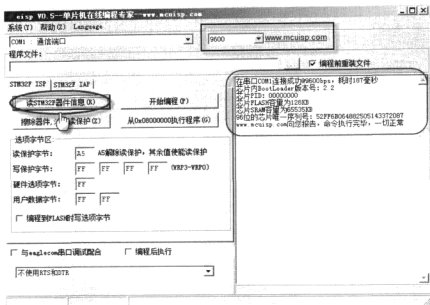 mcuisp V0.5--单片机在线编程专家--www.mcuisp.com
系统(Y) 帮助(Z) Language
COM1: 通信端口
9600
www.mcuisp.com
程序文件:
编程前重装文件
STM32F ISP
STM32F IAP
读STM32器件信息(R)
开始编程(P)
擦除器件
读保护(Z)
从0x08000000执行程序(G)
选项字节区:
读保护字节:
A5
A5解除读保护, 其余值使能读保护
写保护字节:
FF FF FF FF
(WRP3-WRP0)
硬件选项字节:
FF
用户数据字节:
FF FF
编程到FLASH时写选项字节
与eaglecom串口调试配合
编程后执行
不使用RTS和DTR
在串口COM1连接成功@9600bps, 耗时187毫秒
芯片内BootLoader版本号: 2.2
芯片PID: 00000000
芯片FLASH容量为128KB
芯片SRAM容量为65535KB
96位的芯片唯一序列号: 52FF6B064882505143372087
www.mcuisp.com向您报告, 命令执行完毕, 一切正常